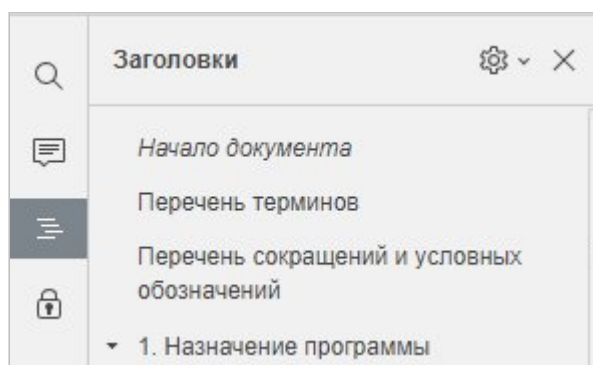 Заголовки
Начало документа
Перечень терминов
Перечень сокращений и условных
обозначений
1. Назначение программы